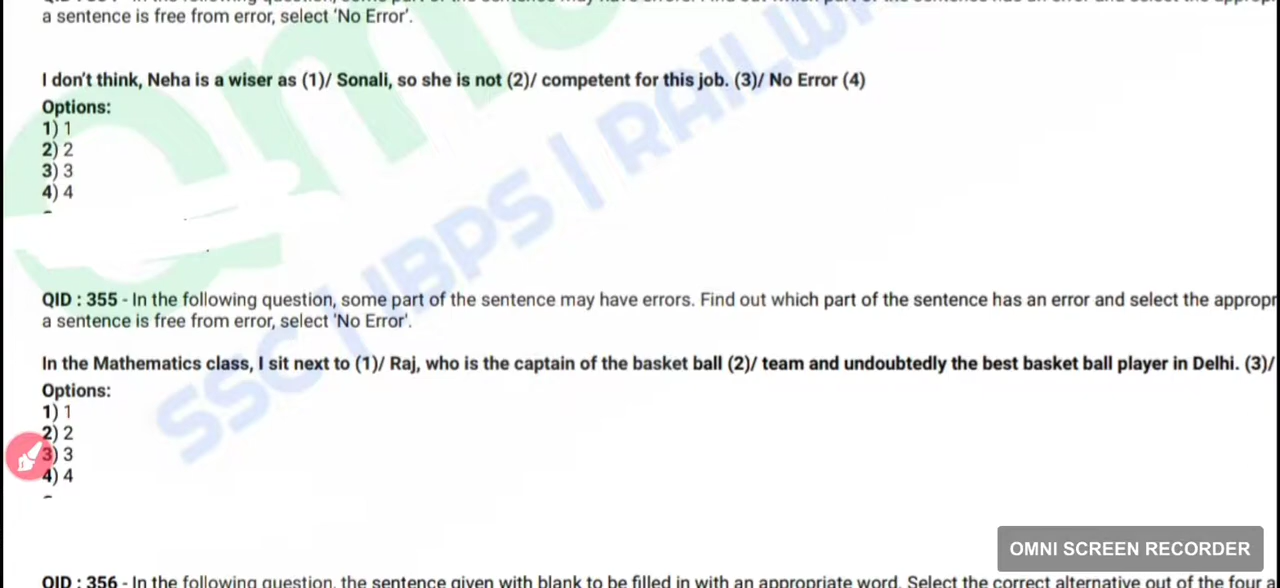 a sentence is free from error, select 'No Error'.
I don't think, Neha is a wiser as (1)/ Sonali, so she is not (2)/ competent for this job. (3)/ No Error (4)
Options:
1) 1
2) 2
3) 3
4) 4
QID : 355 - In the following question, some part of the sentence may have errors. Find out which part of the sentence has an error and select the appropr
a sentence is free from error, select 'No Error'.
In the Mathematics class, I sit next to (1)/ Raj, who is the captain of the basket ball (2)/ team and undoubtedly the best basket ball player in Delhi. (3)/
Options:
1) 1
2) 2
3) 3
4) 4
SSC | IBPS | RAILW
OMNI SCREEN RECORDER
QID : 356 - In the following question, the sentence given with blank to be filled in with an appropriate word. Select the correct alternative out of the four a